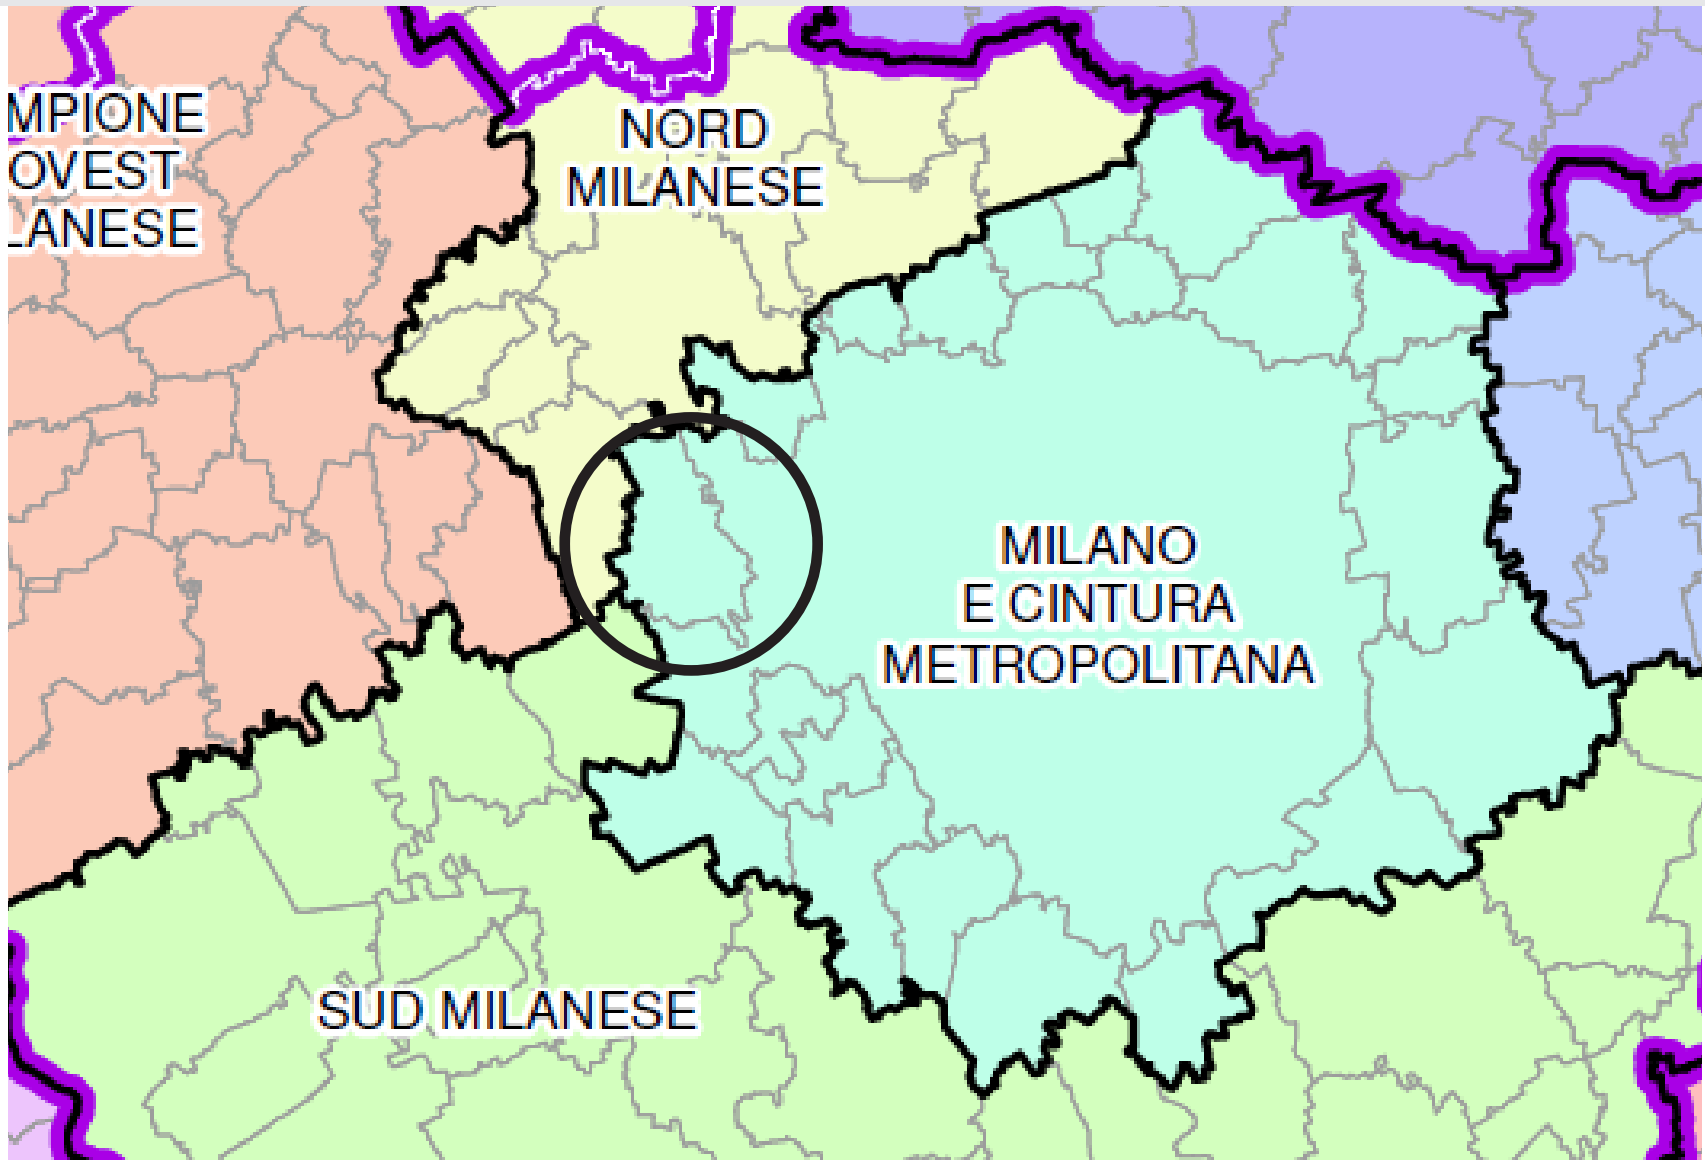 MPIONE
OVEST
LANESE
NORD
MILANESE
MILANO
E CINTURA
METROPOLITANA
SUD MILANESE